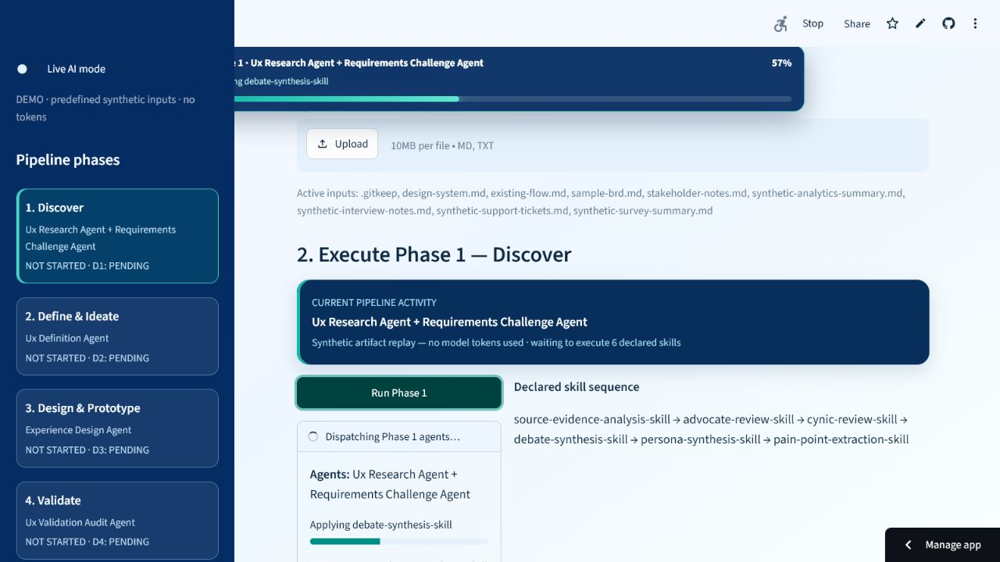 Stop
Share
Live AI mode
DEMO · predefined synthetic inputs · no
tokens
Pipeline phases
1. Discover
Ux Research Agent + Requirements
Challenge Agent
NOT STARTED · D1: PENDING
2. Define & Ideate
Ux Definition Agent
NOT STARTED · D2: PENDING
3. Design & Prototype
Experience Design Agent
NOT STARTED · D3: PENDING
4. Validate
Ux Validation Audit Agent
NOT STARTED · D4: PENDING
1 · Ux Research Agent + Requirements Challenge Agent
57%
debate-synthesis-skill
Upload
10MB per file • MD, TXT
Active inputs: .gitkeep, design-system.md, existing-flow.md, sample-brd.md, stakeholder-notes.md, synthetic-analytics-summary.md,
synthetic-interview-notes.md, synthetic-support-tickets.md, synthetic-survey-summary.md
2. Execute Phase 1 — Discover
CURRENT PIPELINE ACTIVITY
Ux Research Agent + Requirements Challenge Agent
Synthetic artifact replay — no model tokens used · waiting to execute 6 declared skills
Run Phase 1
Dispatching Phase 1 agents…
Agents: Ux Research Agent +
Requirements Challenge Agent
Applying debate-synthesis-skill
Declared skill sequence
source-evidence-analysis-skill → advocate-review-skill → cynic-review-skill →
debate-synthesis-skill → persona-synthesis-skill → pain-point-extraction-skill
Manage app